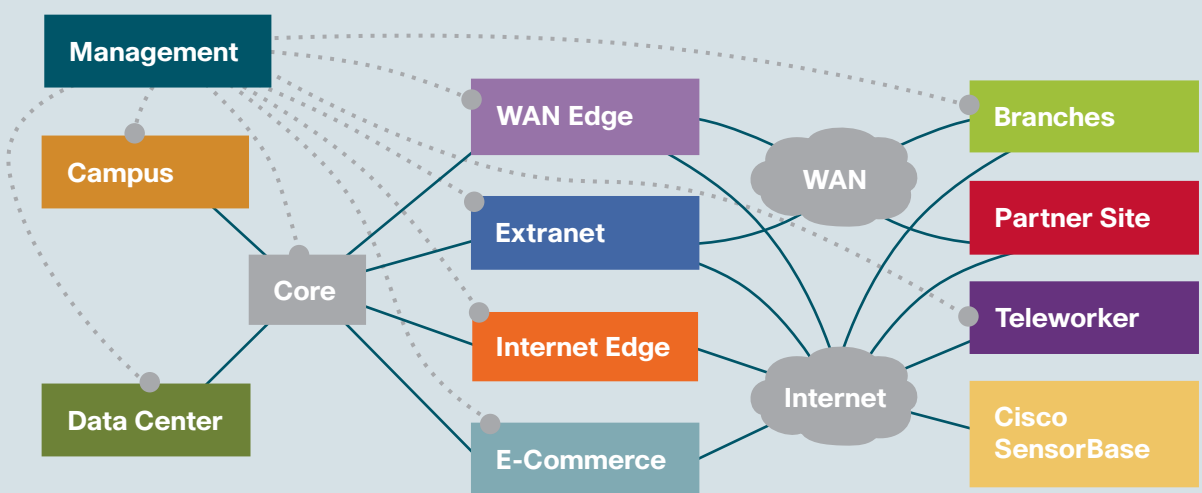 Management
Campus
Core
Data Center
WAN Edge
Extranet
Internet Edge
E-Commerce
WAN
Internet
Branches
Partner Site
Teleworker
Cisco
SensorBase